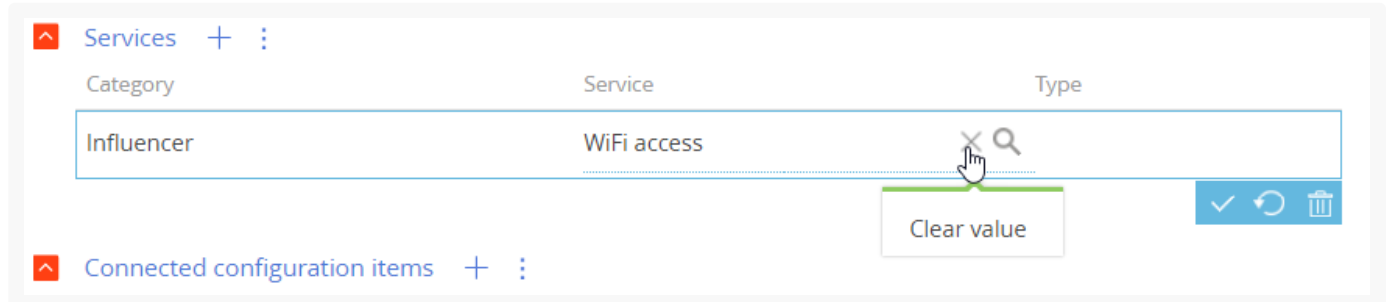 Services
Category Service Type
Influencer WiFi access
Clear value
Connected configuration items